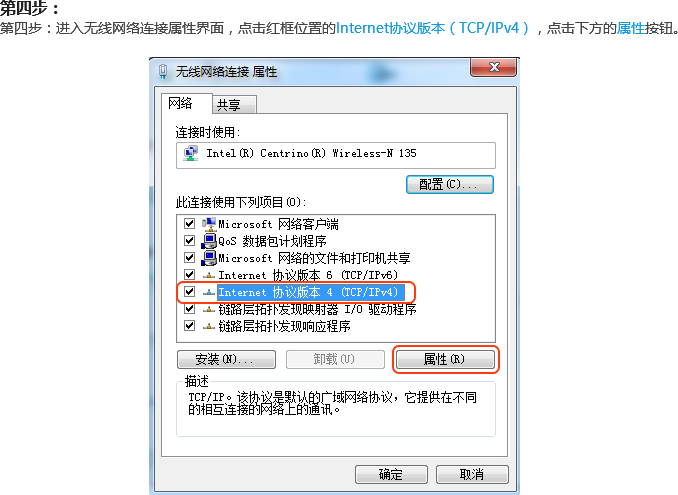 第四步：
第四步：进入无线网络连接属性界面，点击红框位置的Internet协议版本（TCP/IPv4），点击下方的属性按钮。
无线网络连接 属性
网络
共享
连接时使用:
Intel(R) Centrino(R) Wireless-N 135
配置(C)...
此连接使用下列项目(O):
Microsoft 网络客户端
QoS 数据包计划程序
Microsoft 网络的文件和打印机共享
Internet 协议版本 6 (TCP/IPv6)
Internet 协议版本 4 (TCP/IPv4)
链路层拓扑发现映射器 I/O 驱动程序
链路层拓扑发现响应程序
安装(N)...
卸载(U)
属性(R)
描述
TCP/IP。该协议是默认的广域网络协议，它提供在不同
的相互连接的网络上的通讯。
确定
取消